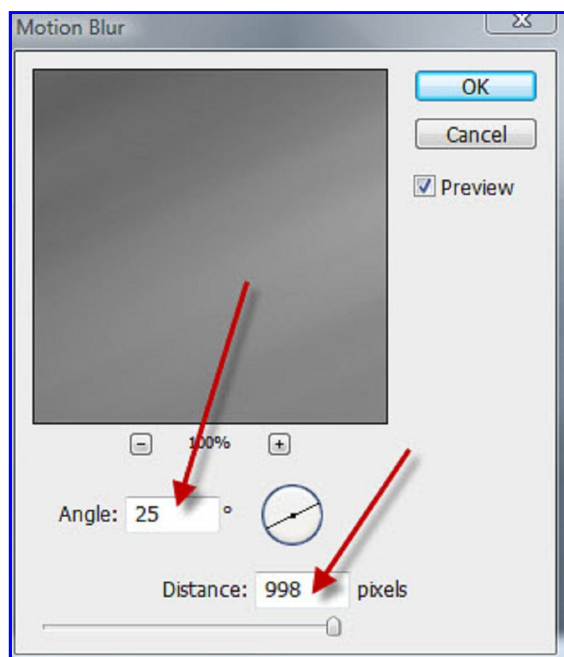 Motion Blur
OK
Cancel
Preview
100%
Angle: 25 °
Distance: 998 pixels